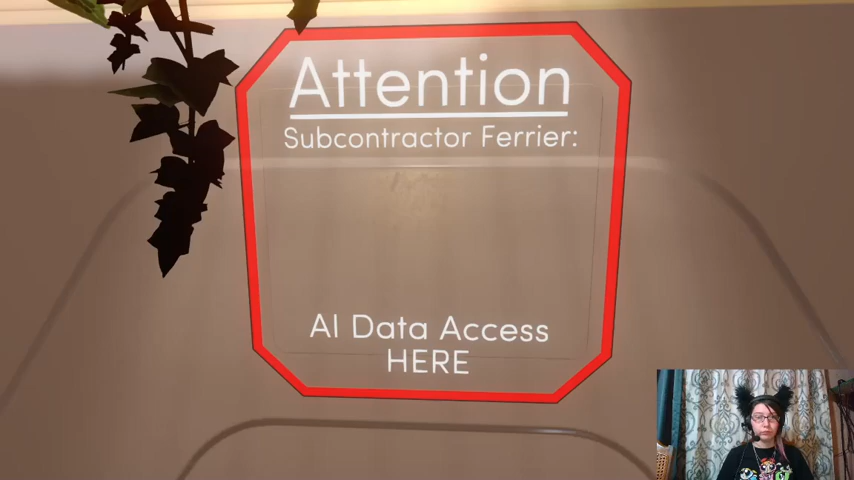 Attention
Subcontractor Ferrier:
AI Data Access
HERE